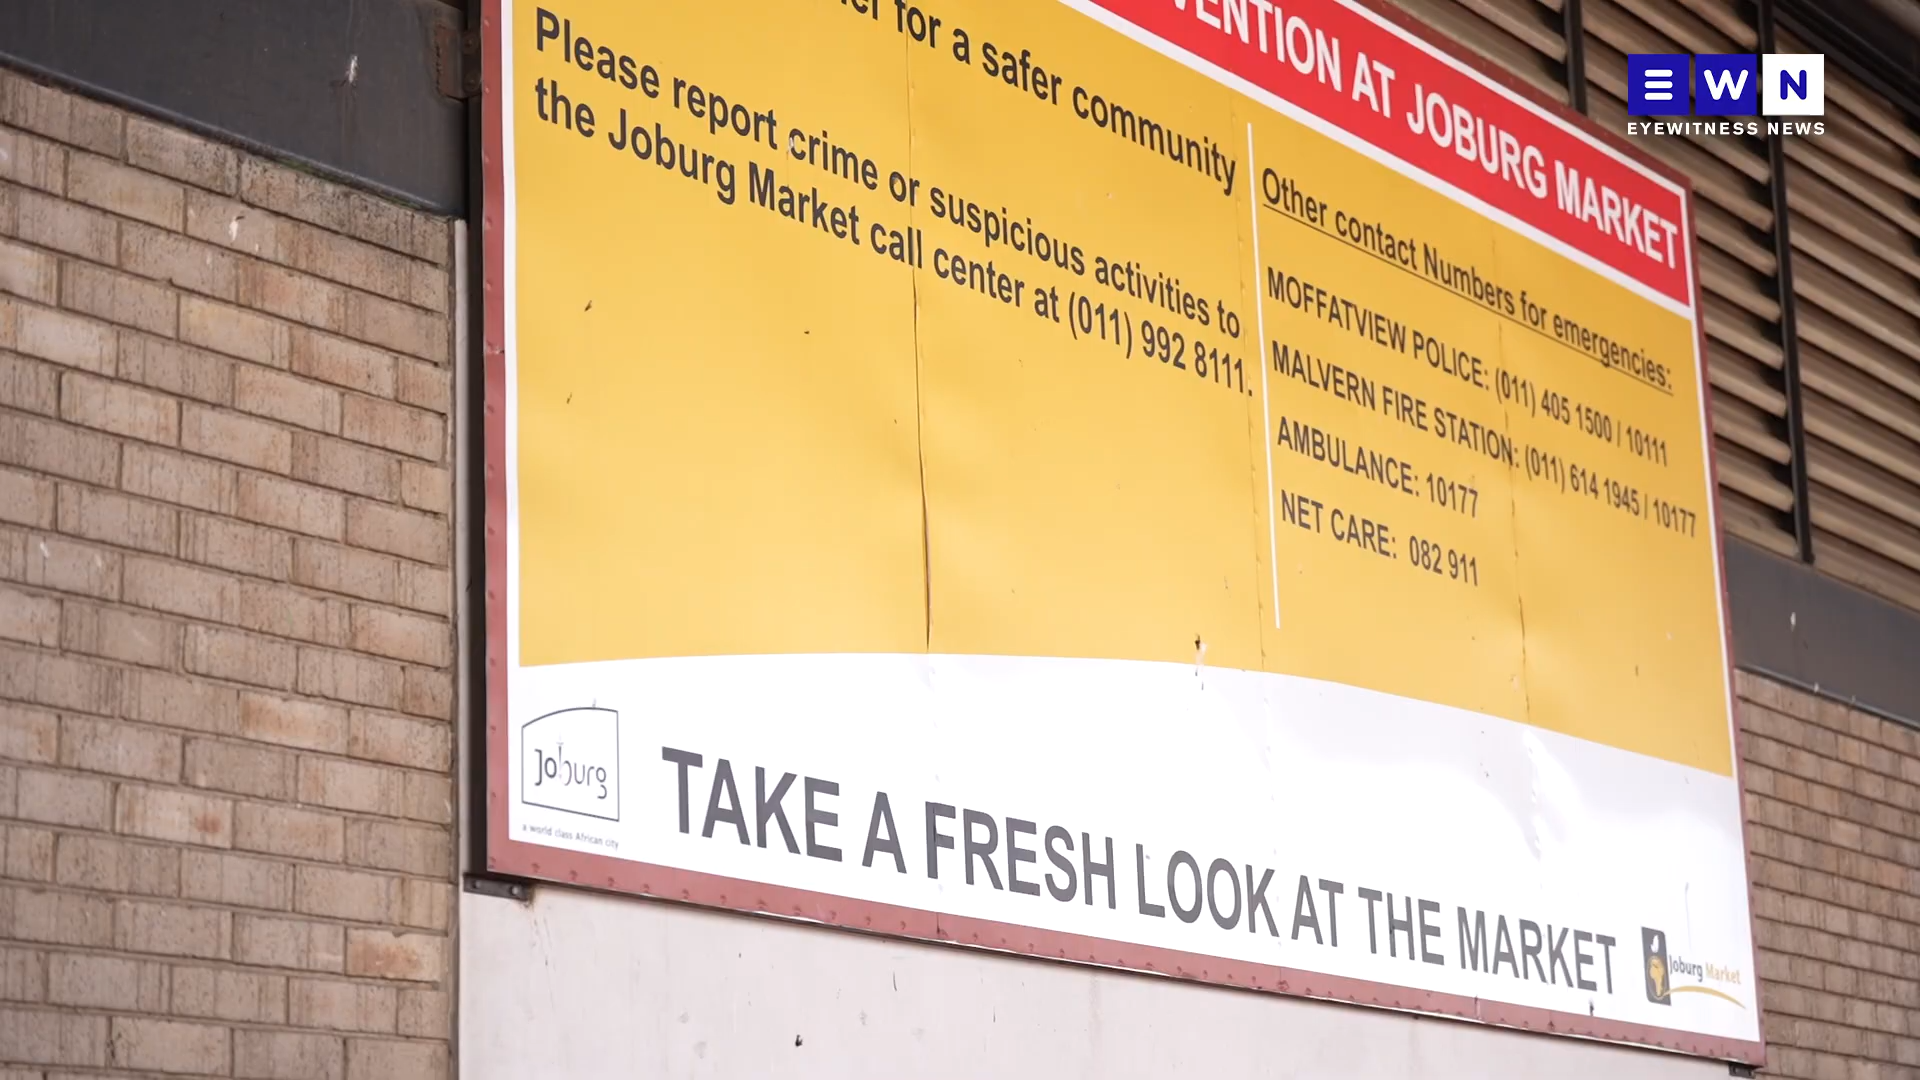 VENTION AT JOBURG MARKET
for a safer community
Please report crime or suspicious activities to
the Joburg Market call center at (011) 992 8111.
Other contact Numbers for emergencies:
MOFFATVIEW POLICE: (011) 405 1500 / 10111
MALVERN FIRE STATION: (011) 614 1945 / 10177
AMBULANCE: 10177
NET CARE: 082 911
Joburg
a world class African city
TAKE A FRESH LOOK AT THE MARKET
Joburg Market
EWN
EYEWITNESS NEWS